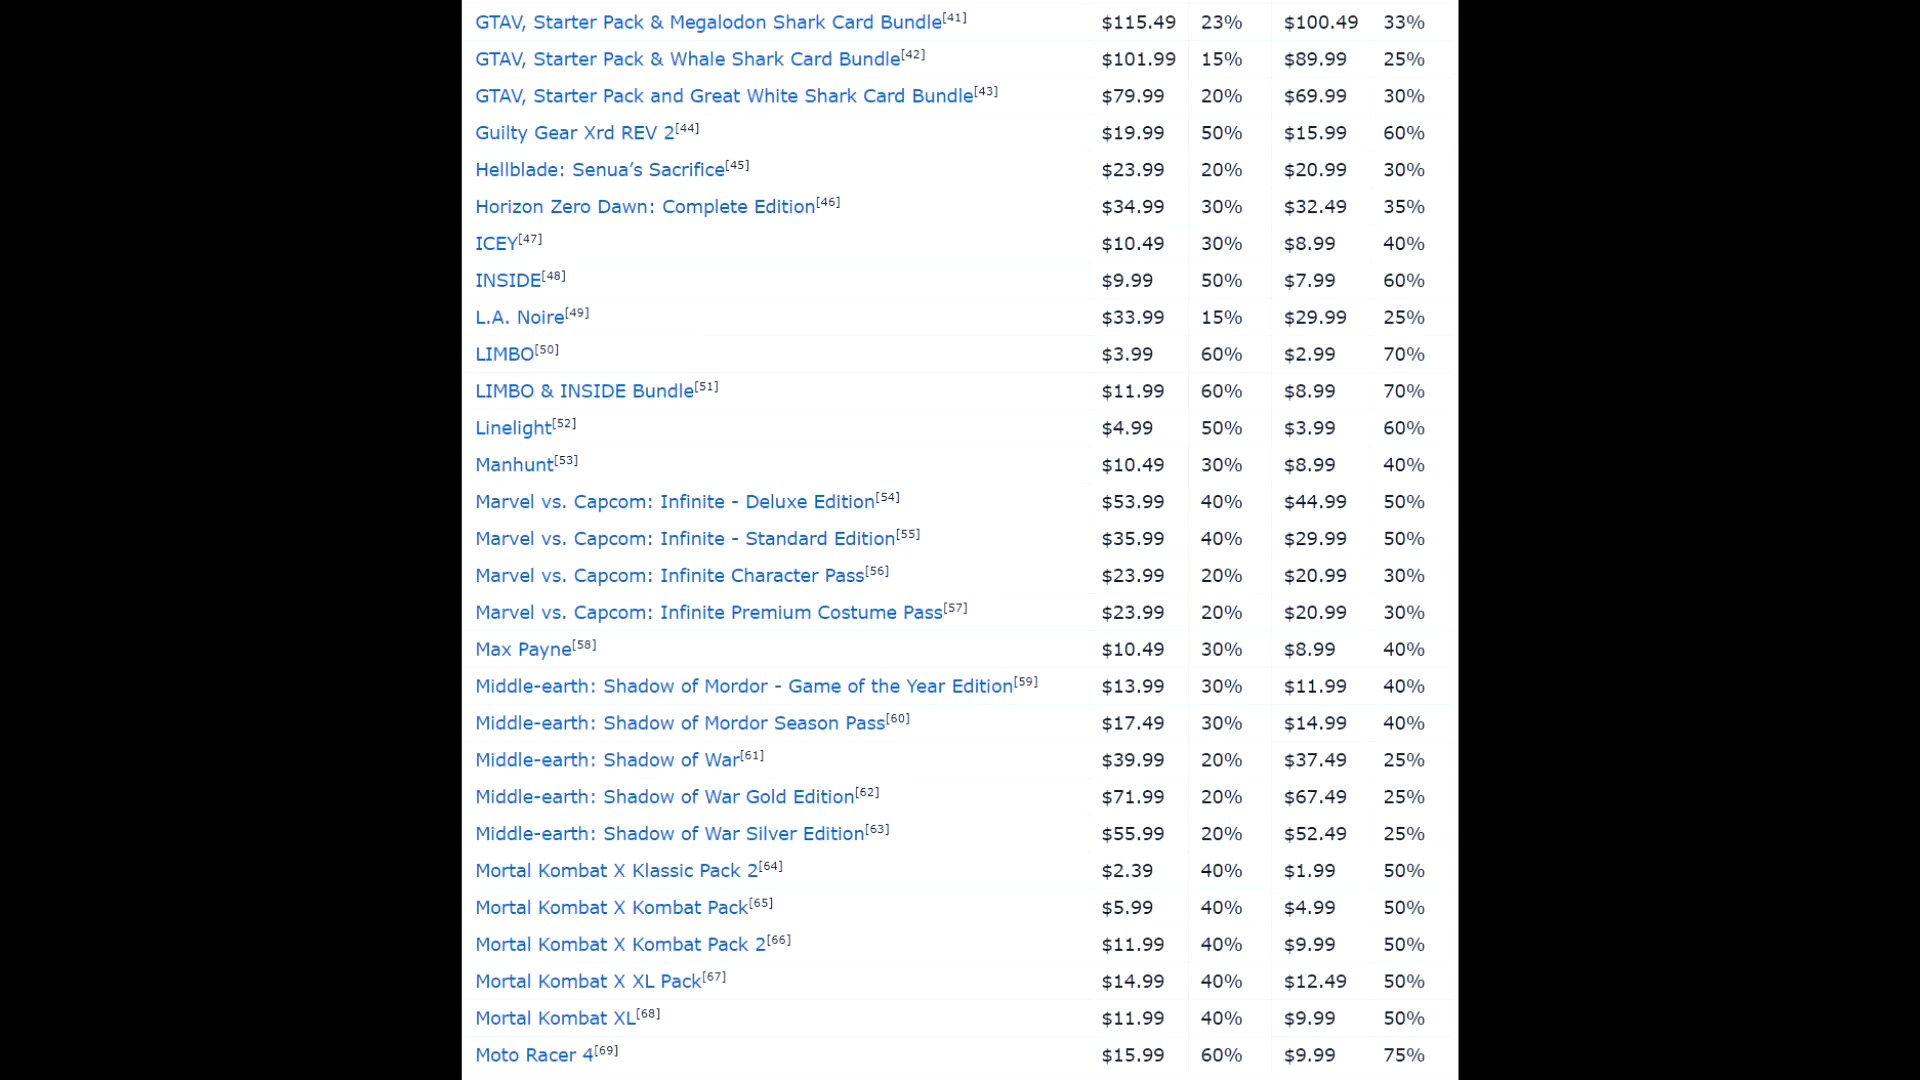 GTAV, Starter Pack & Megalodon Shark Card Bundle[41] $115.49 23% $100.49 33%
GTAV, Starter Pack & Whale Shark Card Bundle[42] $101.99 15% $89.99 25%
GTAV, Starter Pack and Great White Shark Card Bundle[43] $79.99 20% $69.99 30%
Guilty Gear Xrd REV 2[44] $19.99 50% $15.99 60%
Hellblade: Senua’s Sacrifice[45] $23.99 20% $20.99 30%
Horizon Zero Dawn: Complete Edition[46] $34.99 30% $32.49 35%
ICEY[47] $10.49 30% $8.99 40%
INSIDE[48] $9.99 50% $7.99 60%
L.A. Noire[49] $33.99 15% $29.99 25%
LIMBO[50] $3.99 60% $2.99 70%
LIMBO & INSIDE Bundle[51] $11.99 60% $8.99 70%
Linelight[52] $4.99 50% $3.99 60%
Manhunt[53] $10.49 30% $8.99 40%
Marvel vs. Capcom: Infinite - Deluxe Edition[54] $53.99 40% $44.99 50%
Marvel vs. Capcom: Infinite - Standard Edition[55] $35.99 40% $29.99 50%
Marvel vs. Capcom: Infinite Character Pass[56] $23.99 20% $20.99 30%
Marvel vs. Capcom: Infinite Premium Costume Pass[57] $23.99 20% $20.99 30%
Max Payne[58] $10.49 30% $8.99 40%
Middle-earth: Shadow of Mordor - Game of the Year Edition[59] $13.99 30% $11.99 40%
Middle-earth: Shadow of Mordor Season Pass[60] $17.49 30% $14.99 40%
Middle-earth: Shadow of War[61] $39.99 20% $37.49 25%
Middle-earth: Shadow of War Gold Edition[62] $71.99 20% $67.49 25%
Middle-earth: Shadow of War Silver Edition[63] $55.99 20% $52.49 25%
Mortal Kombat X Klassic Pack 2[64] $2.39 40% $1.99 50%
Mortal Kombat X Kombat Pack[65] $5.99 40% $4.99 50%
Mortal Kombat X Kombat Pack 2[66] $11.99 40% $9.99 50%
Mortal Kombat X XL Pack[67] $14.99 40% $12.49 50%
Mortal Kombat XL[68] $11.99 40% $9.99 50%
Moto Racer 4[69] $15.99 60% $9.99 75%